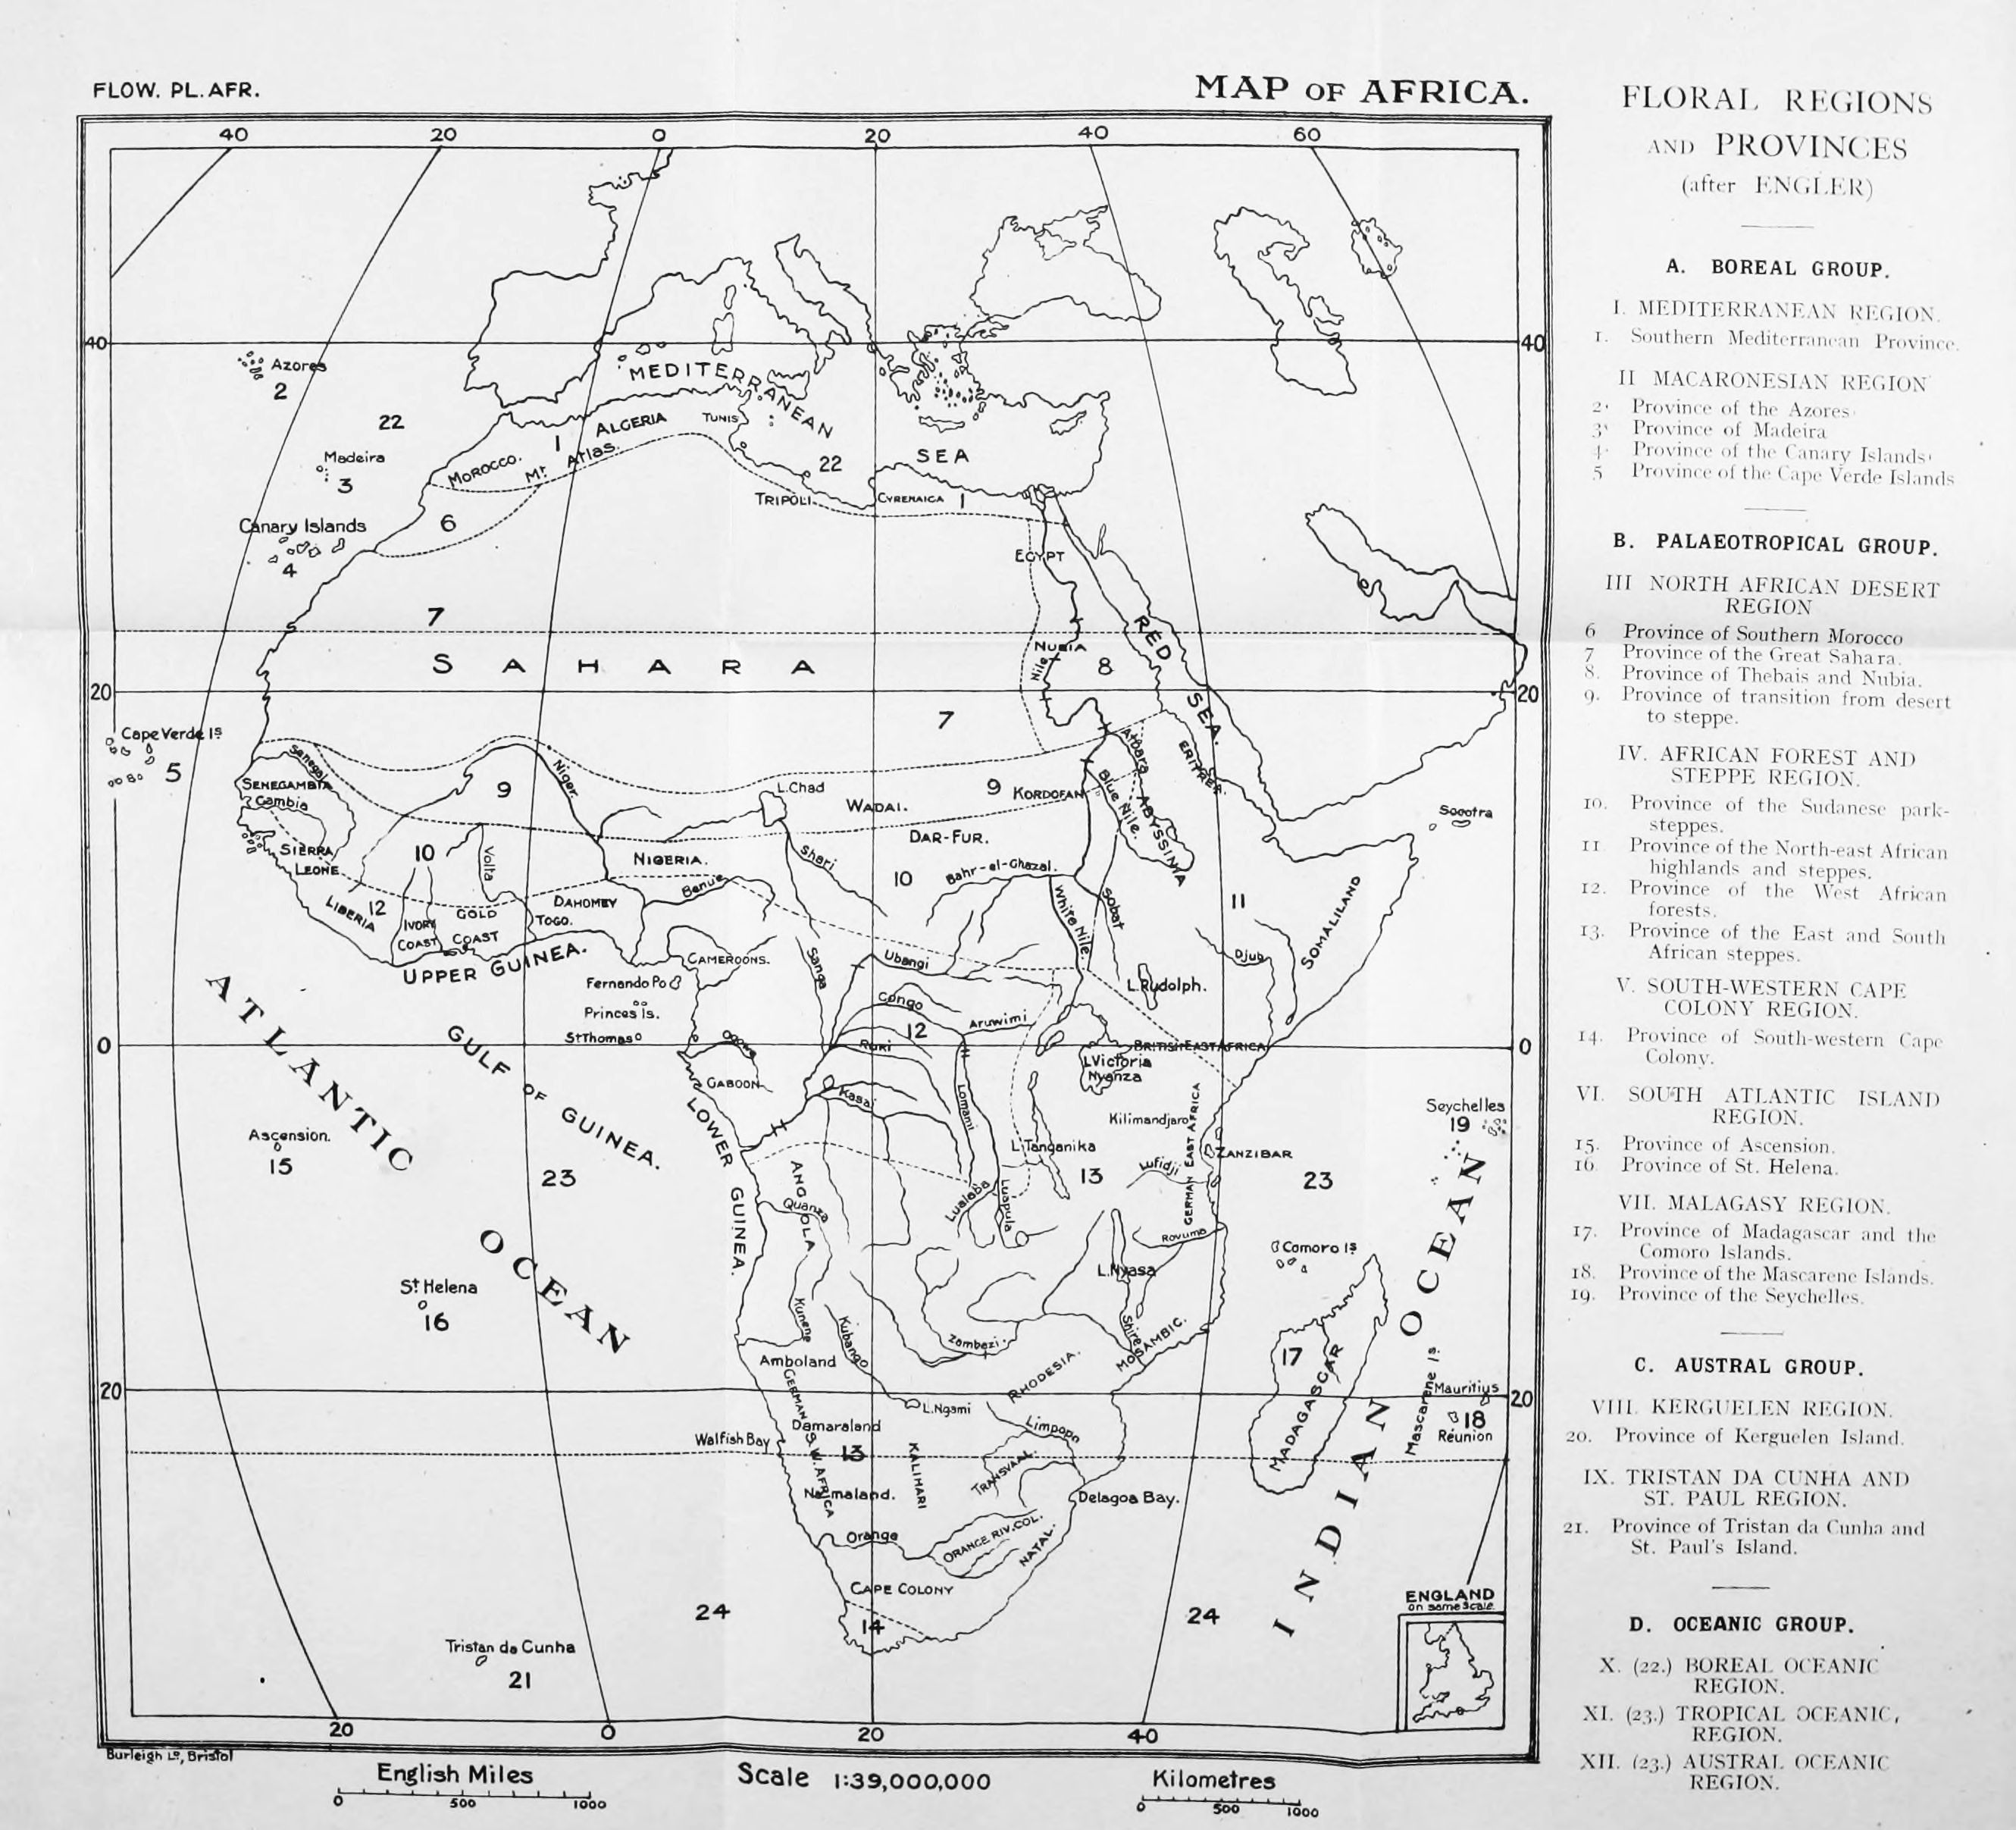 FLOW. PL. AFR.
MAP OF AFRICA.
40 20 0 20 40 60
40
Azores
2
22
MEDITERRANEAN
SEA
22
40
Madeira
3
MOROCCO.
Mt. Atlas.
1
ALGERIA
TUNIS
TRIPOLI.
CYRENAICA
1
Canary Islands
4
6
EGYPT
7
SAHARA
NUBIA
Nile
8
RED SEA.
20
20
7
Cape Verde Is
5
Senegal
SENEGAMBIA
Gambia
9
Niger.
L.Chad
WADAI.
9
KORDOFAN
Atbara
ERITREA.
Blue Nile.
ABYSSINIA
Socotra
SIERRA
LEONE
10
Volta
NIGERIA.
Shari
DAR-FUR.
10
Bahr-el-Ghazal.
Benue
LIBERIA
12
IVORY
COAST
GOLD
COAST
TOGO.
DAHOMEY
White Nile.
Sobat
11
SOMALILAND
UPPER GUINEA.
CAMEROONS.
Sanga
Ubangi
Djub
L.Rudolph.
Fernando Po
Princes Is.
St Thomas
Congo
12
Aruwimi
Ruki
0
0
ATLANTIC
OCEAN
GULF OF GUINEA.
Ogowe
GABOON
BRITISH EAST AFRICA
L.Victoria
Nyanza
Kasai
Lomami
LOWER GUINEA.
Kilimandjaro
GERMAN EAST AFRICA
Seychelles
19
Ascension.
15
23
L.Tanganika
13
ZANZIBAR
23
Lufidji
ANGOLA
Quanza
Lualaba
Luapula
Rovuma
Comoro Is
St Helena
16
L.Nyasa
Kunene
Kubango
Zambezi
Shire
MOSAMBIC.
RHODESIA.
17
MADAGASCAR
INDIAN OCEAN
Amboland
GERMAN S.W. AFRICA
20
20
L.Ngami
Mascarene Is
Mauritius
18
Réunion
Damaraland
Walfish Bay
13
KALIHARI
Limpopo
TRANSVAAL.
Namaland.
Delagoa Bay.
Orange
ORANGE RIV. COL.
NATAL.
CAPE COLONY
14
24
24
Tristan da Cunha
21
ENGLAND
on same Scale.
20 0 20 40
Burleigh Ld, Bristol
English Miles
0 500 1000
Scale 1:39,000,000
Kilometres
0 500 1000
FLORAL REGIONS
AND PROVINCES
(after ENGLER)
A. BOREAL GROUP.
I. MEDITERRANEAN REGION.
1. Southern Mediterranean Province.
II MACARONESIAN REGION
2. Province of the Azores
3. Province of Madeira
4. Province of the Canary Islands.
5 Province of the Cape Verde Islands
B. PALAEOTROPICAL GROUP.
III NORTH AFRICAN DESERT
REGION
6 Province of Southern Morocco
7 Province of the Great Sahara.
8. Province of Thebais and Nubia.
9. Province of transition from desert
to steppe.
IV. AFRICAN FOREST AND
STEPPE REGION.
10. Province of the Sudanese park-
steppes.
11 Province of the North-east African
highlands and steppes.
12. Province of the West African
forests.
13. Province of the East and South
African steppes.
V. SOUTH-WESTERN CAPE
COLONY REGION.
14. Province of South-western Cape
Colony.
VI. SOUTH ATLANTIC ISLAND
REGION.
15. Province of Ascension.
16. Province of St. Helena.
VII. MALAGASY REGION.
17. Province of Madagascar and the
Comoro Islands.
18. Province of the Mascarene Islands.
19. Province of the Seychelles.
C. AUSTRAL GROUP.
VIII. KERGUELEN REGION.
20. Province of Kerguelen Island.
IX. TRISTAN DA CUNHA AND
ST. PAUL REGION.
21. Province of Tristan da Cunha and
St. Paul's Island.
D. OCEANIC GROUP.
X. (22.) BOREAL OCEANIC
REGION.
XI. (23.) TROPICAL OCEANIC,
REGION.
XII. (23.) AUSTRAL OCEANIC
REGION.